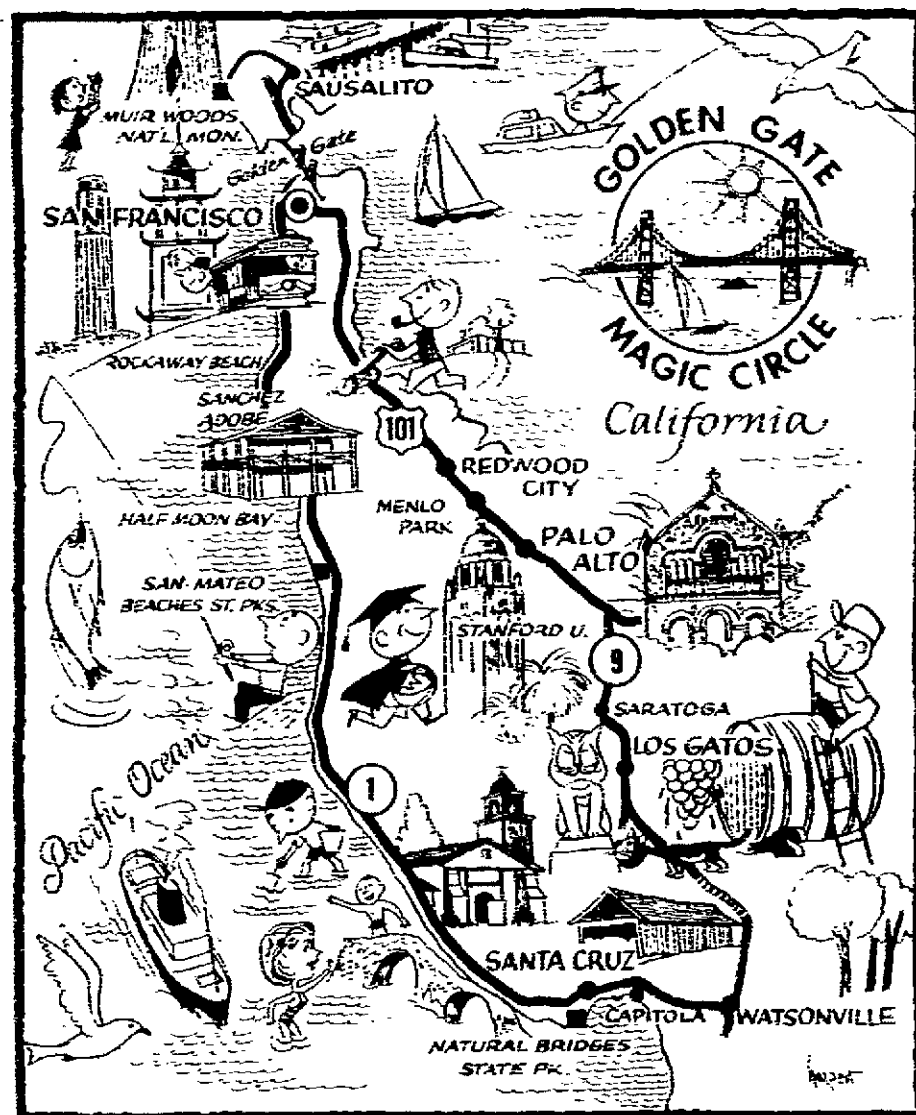 SAUSALITO
MUIR WOODS
NAT'L. MON.
Golden Gate
SAN FRANCISCO
GOLDEN GATE
MAGIC CIRCLE
California
ROCKAWAY BEACH
SANCHEZ
ADOBE
101
REDWOOD
CITY
MENLO
PARK
HALF MOON BAY
PALO
ALTO
SAN MATEO
BEACHES ST. PKS.
STANFORD U.
9
SARATOGA
LOS GATOS
1
Pacific Ocean
SANTA CRUZ
CAPITOLA
WATSONVILLE
NATURAL BRIDGES
STATE PK.